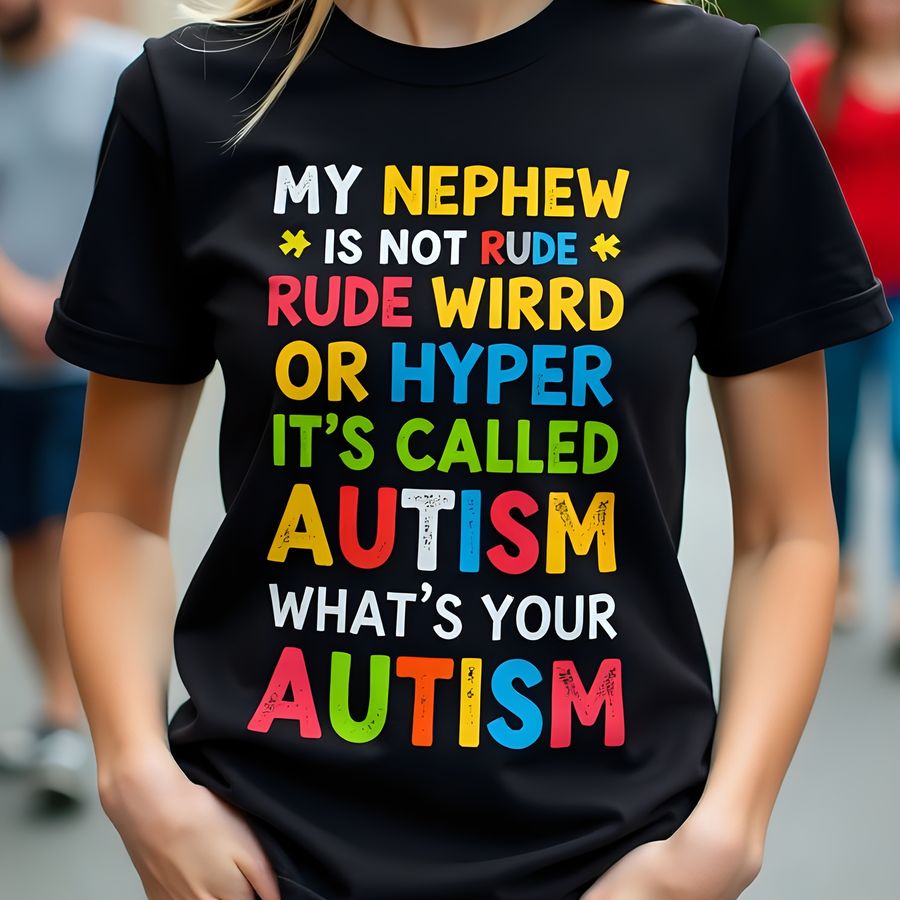 MY NEPHEW
IS NOT RUDE
RUDE WIRRD
OR HYPER
IT'S CALLED
AUTISM
WHAT'S YOUR
AUTISM